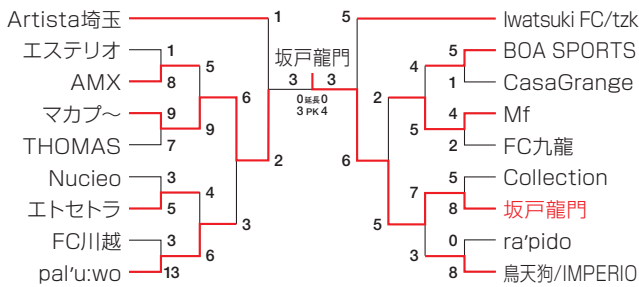 Artista埼玉
エステリオ
AMX
マカプ〜
THOMAS
Nucieo
エトセトラ
FC川越
pal'u:wo
1
8
9
7
3
5
3
13
5
9
4
6
6
3
1
2
坂戸龍門
3 3
0延長0
3 PK 4
5
6
2
5
4
5
7
3
5
1
4
2
5
8
0
8
Iwatsuki FC/tzk
BOA SPORTS
CasaGrange
Mf
FC九龍
Collection
坂戸龍門
ra'pido
烏天狗/IMPERIO